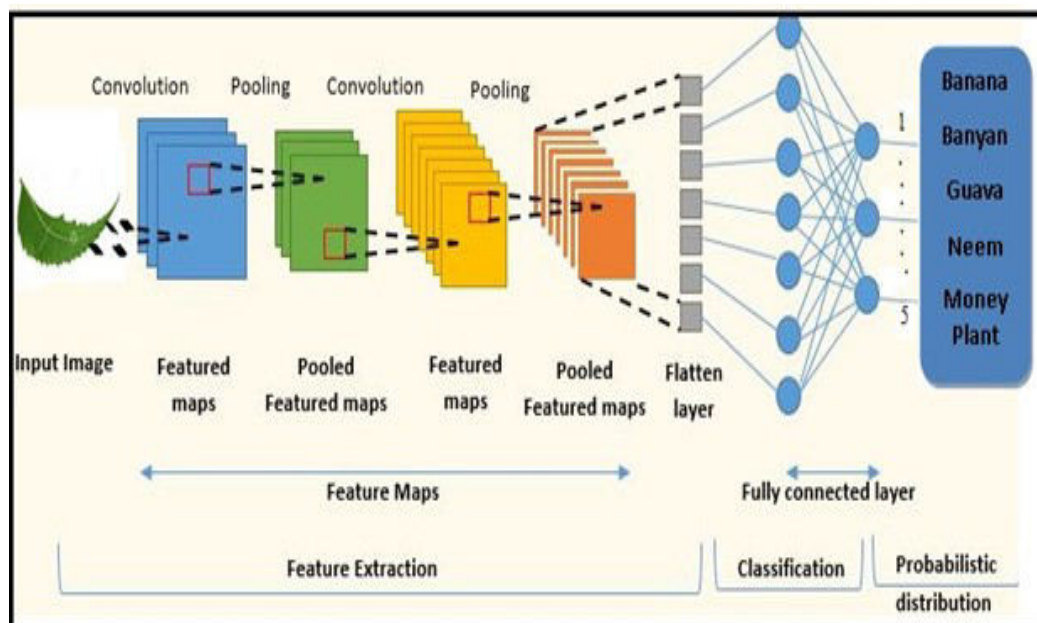 Convolution
Pooling
Convolution
Pooling
Input Image
Featured
maps
Pooled
Featured maps
Featured
maps
Pooled
Featured maps
Flatten
layer
1
5
Banana
Banyan
Guava
Neem
Money
Plant
Feature Maps
Fully connected layer
Feature Extraction
Classification
Probabilistic
distribution